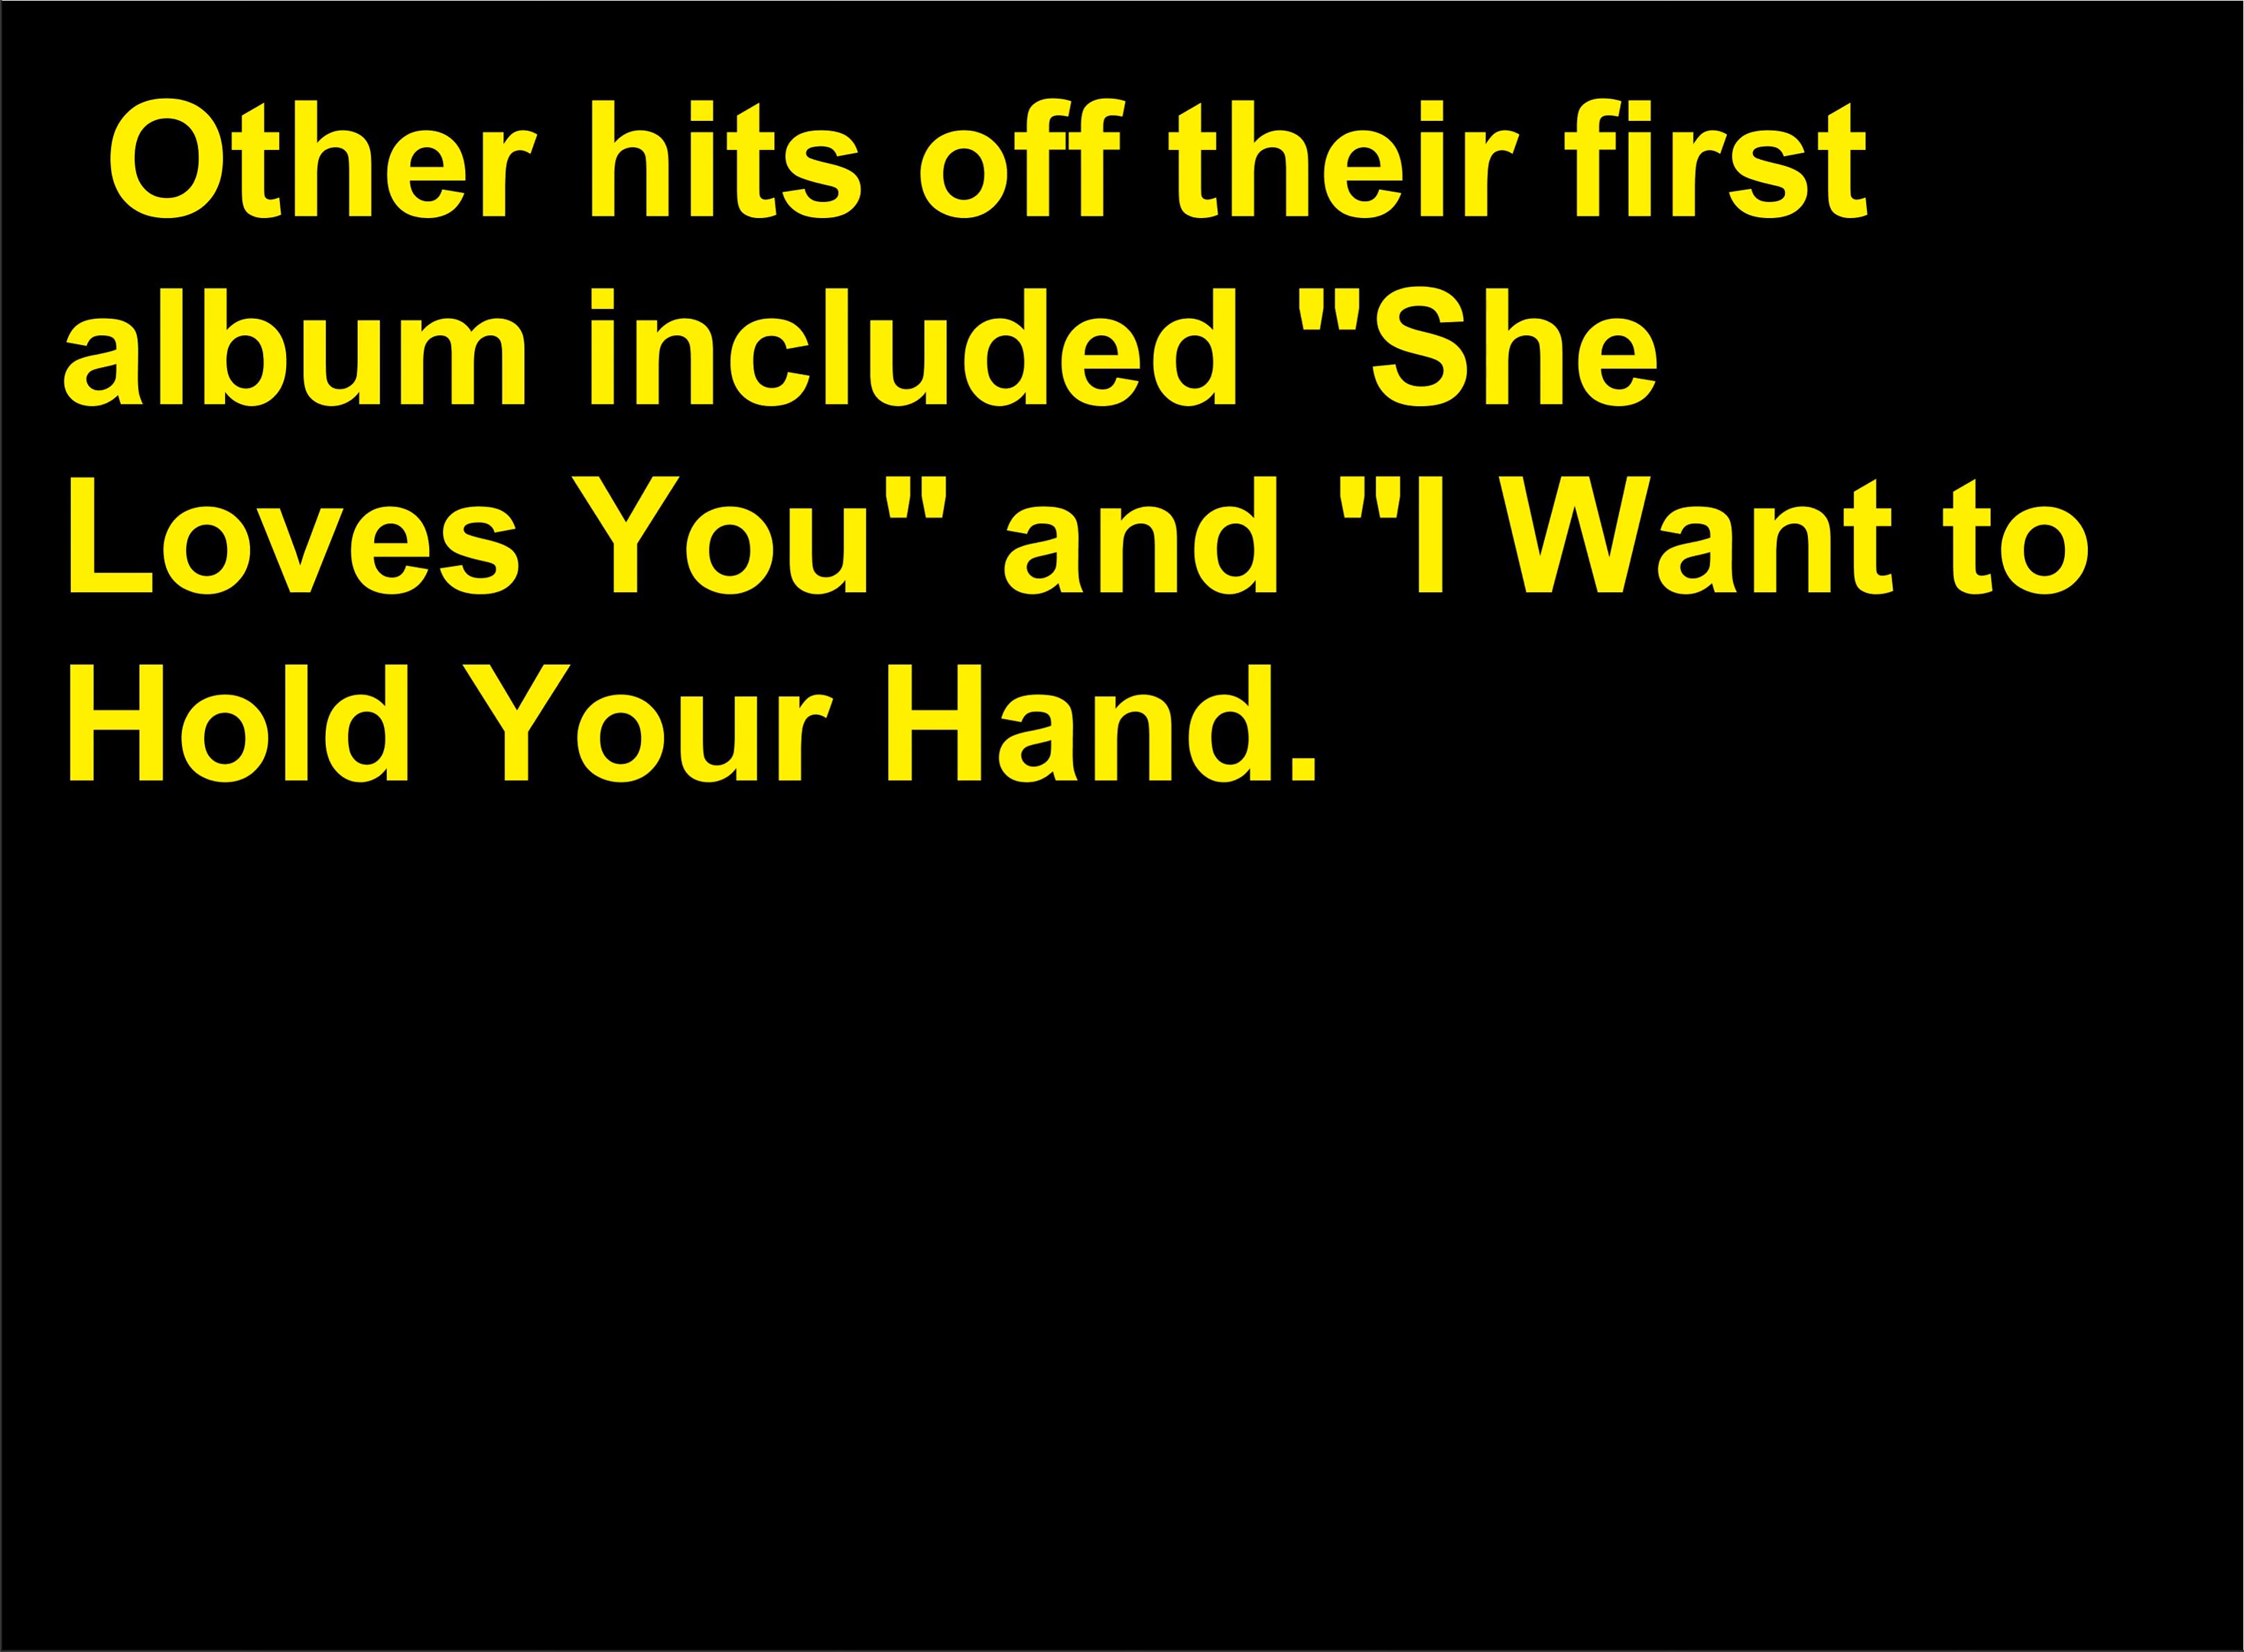 Other hits off their first
album included "She
Loves You" and "I Want to
Hold Your Hand.